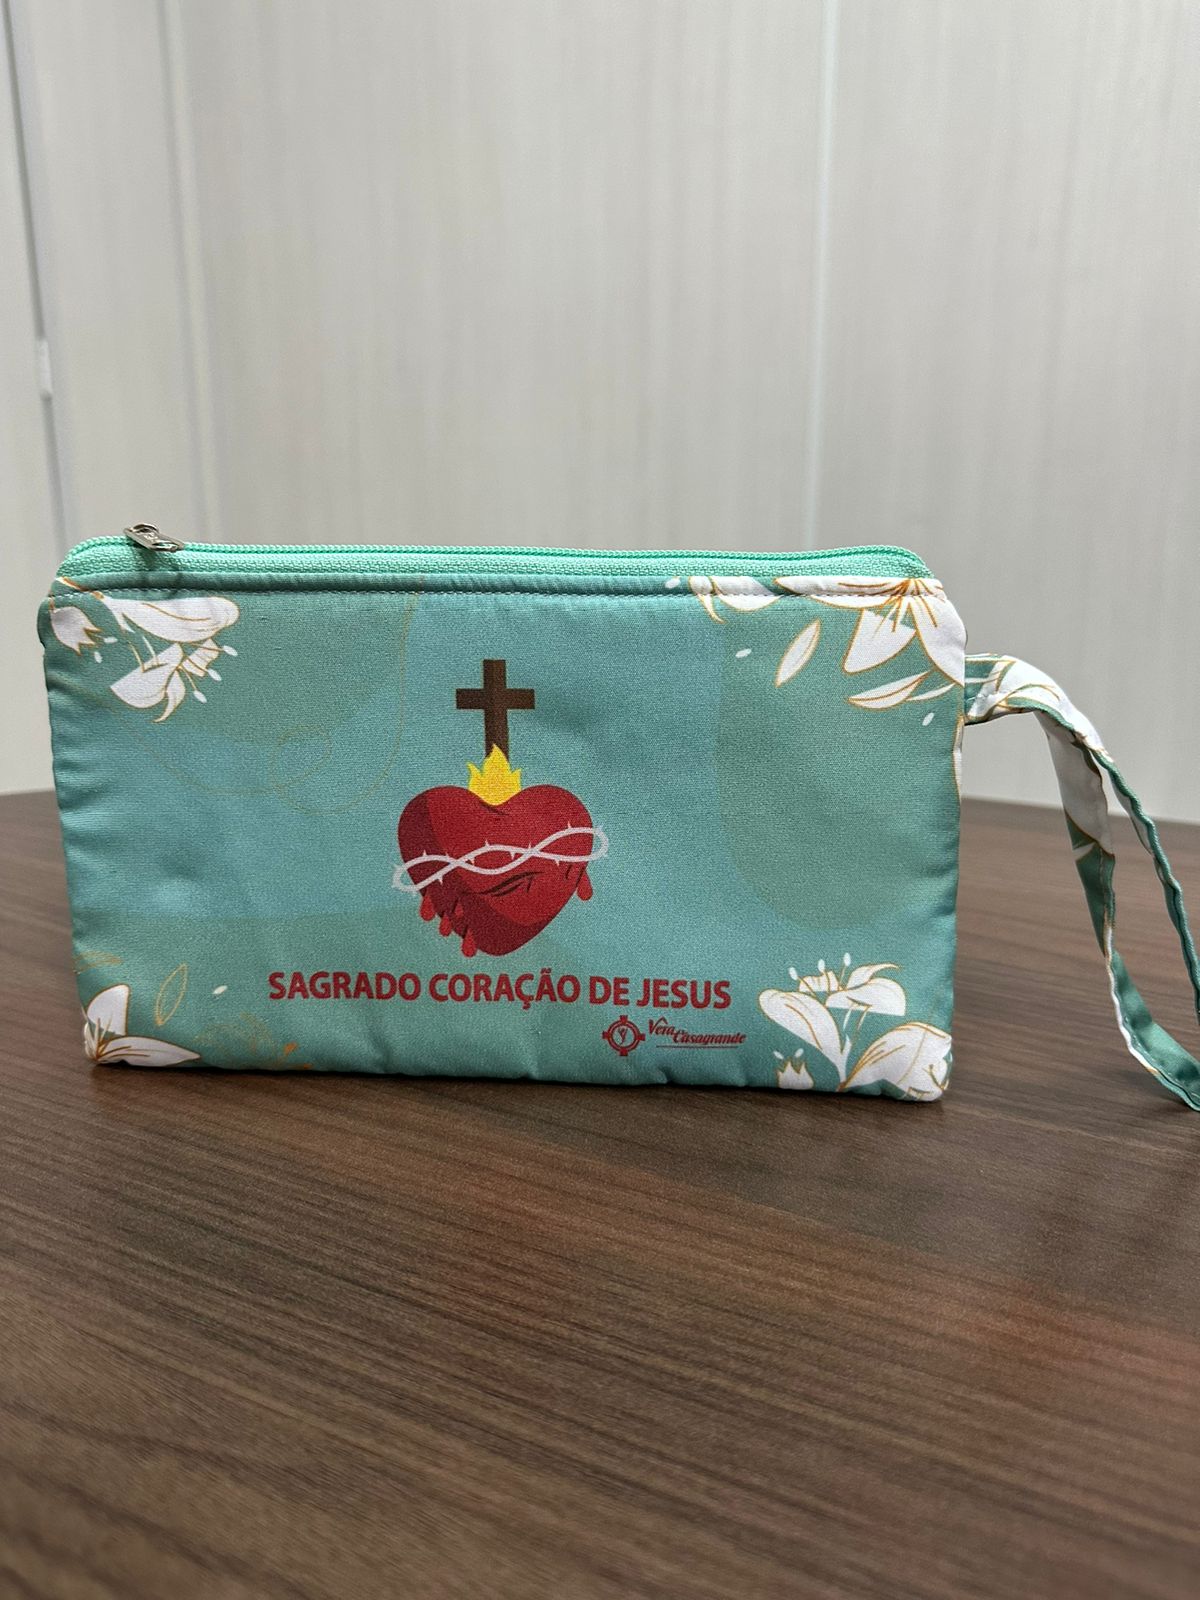 SAGRADO CORAÇÃO DE JESUS
Vera
Casagrande